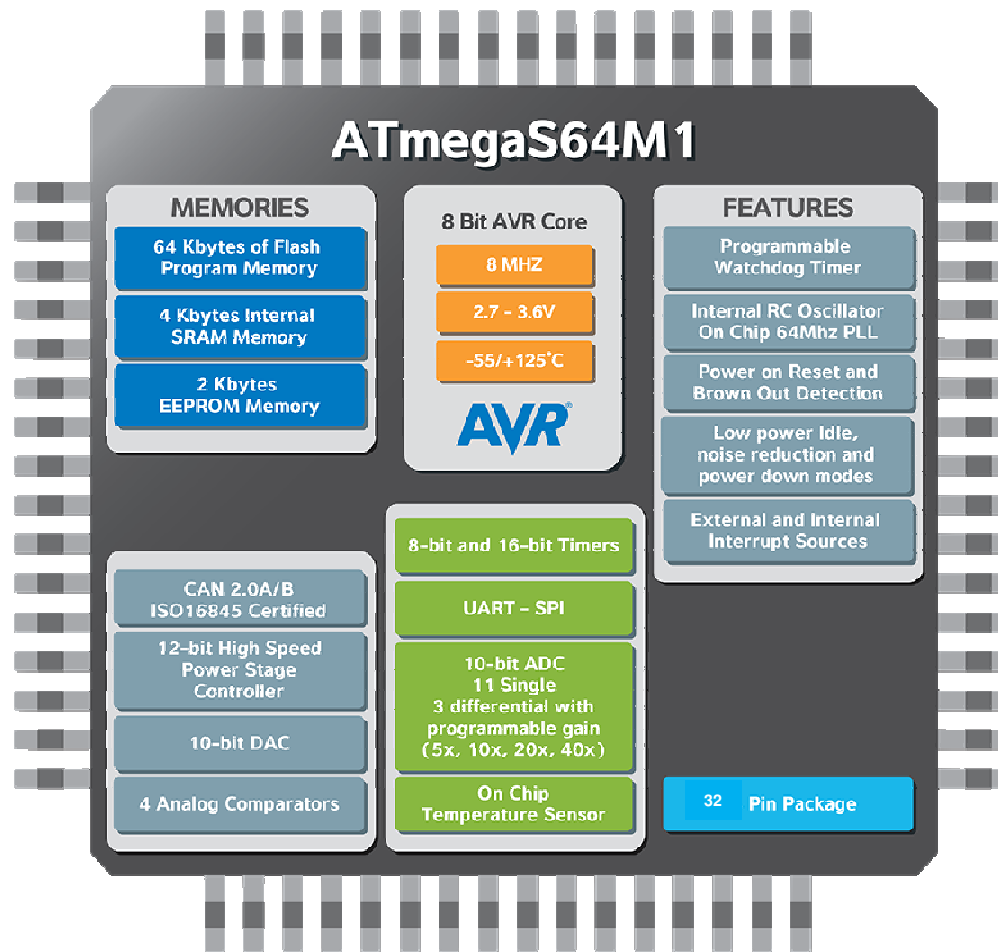 ATmegaS64M1
MEMORIES
64 Kbytes of Flash
Program Memory
4 Kbytes Internal
SRAM Memory
2 Kbytes
EEPROM Memory
8 Bit AVR Core
8 MHZ
2.7 - 3.6V
-55/+125°C
AVR®
FEATURES
Programmable
Watchdog Timer
Internal RC Oscillator
On Chip 64Mhz PLL
Power on Reset and
Brown Out Detection
Low power Idle,
noise reduction and
power down modes
External and Internal
Interrupt Sources
CAN 2.0A/B
ISO16845 Certified
12-bit High Speed
Power Stage
Controller
10-bit DAC
4 Analog Comparators
8-bit and 16-bit Timers
UART - SPI
10-bit ADC
11 Single
3 differential with
programmable gain
(5x, 10x, 20x, 40x)
On Chip
Temperature Sensor
32 Pin Package